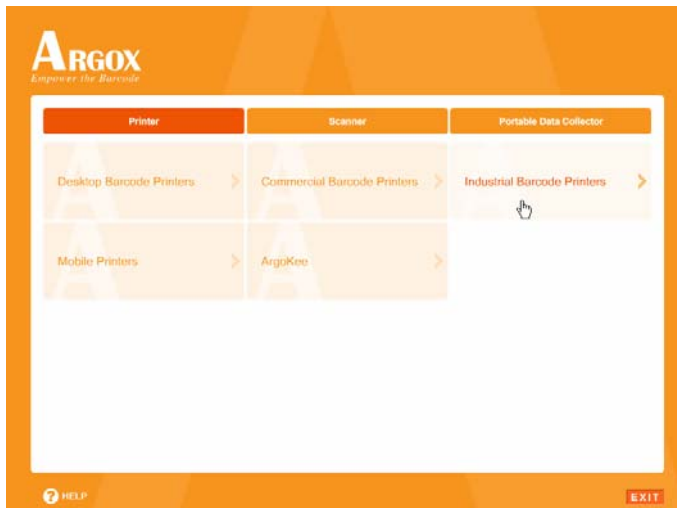 ARGOX
Empower the Barcode
Printer Scanner Portable Data Collector
Desktop Barcode Printers Commercial Barcode Printers Industrial Barcode Printers
Mobile Printers ArgoKee
? HELP EXIT